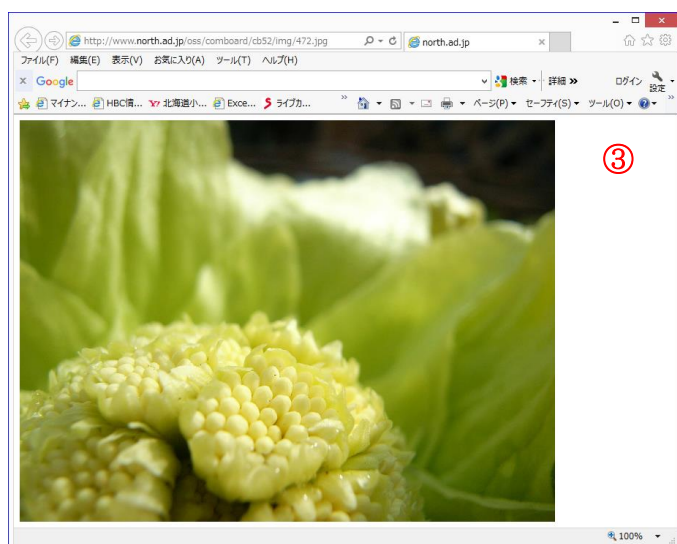 http://www.north.ad.jp/oss/comboard/cb52/img/472.jpg
north.ad.jp
ファイル(F) 編集(E) 表示(V) お気に入り(A) ツール(T) ヘルプ(H)
x Google 検索 詳細 » ログイン 設定
マイナン... HBC情... 北海道小... Exce... ライブカ... » ページ(P) セーフティ(S) ツール(O) »
③
100%